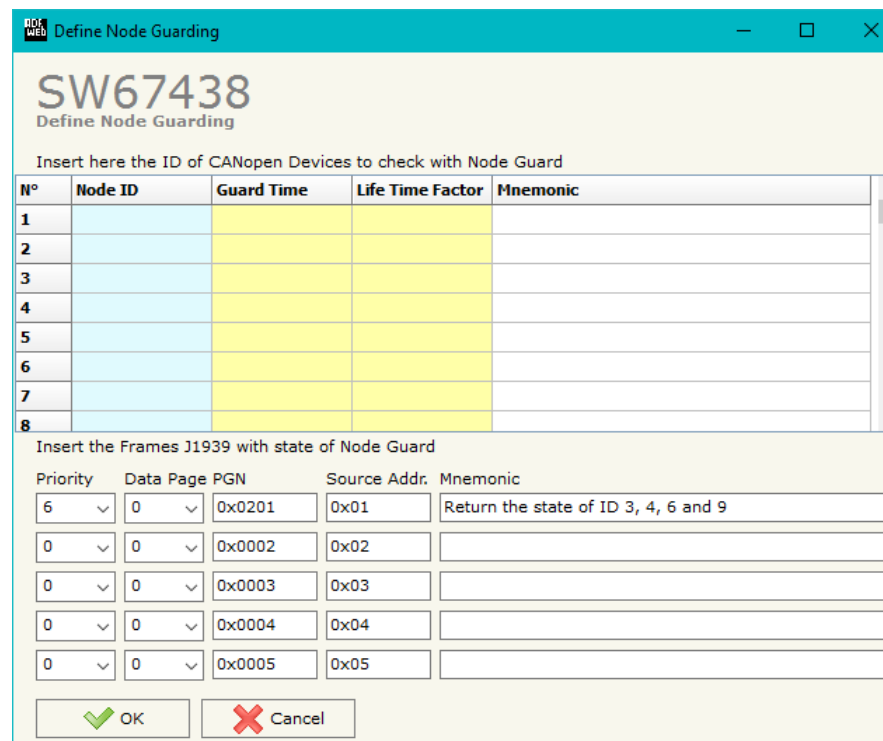 ADF WEB Define Node Guarding
SW67438
Define Node Guarding
Insert here the ID of CANopen Devices to check with Node Guard
N° Node ID Guard Time Life Time Factor Mnemonic
1
2
3
4
5
6
7
8
Insert the Frames J1939 with state of Node Guard
Priority Data Page PGN Source Addr. Mnemonic
6 0 0x0201 0x01 Return the state of ID 3, 4, 6 and 9
0 0 0x0002 0x02
0 0 0x0003 0x03
0 0 0x0004 0x04
0 0 0x0005 0x05
OK Cancel